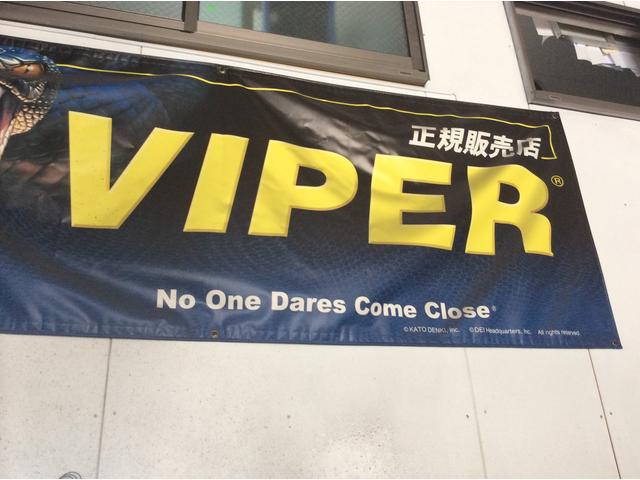 正規販売店
VIPER®
No One Dares Come Close®
© KATO DENKI, Inc. © DEI Headquarters, Inc. All rights reserved.